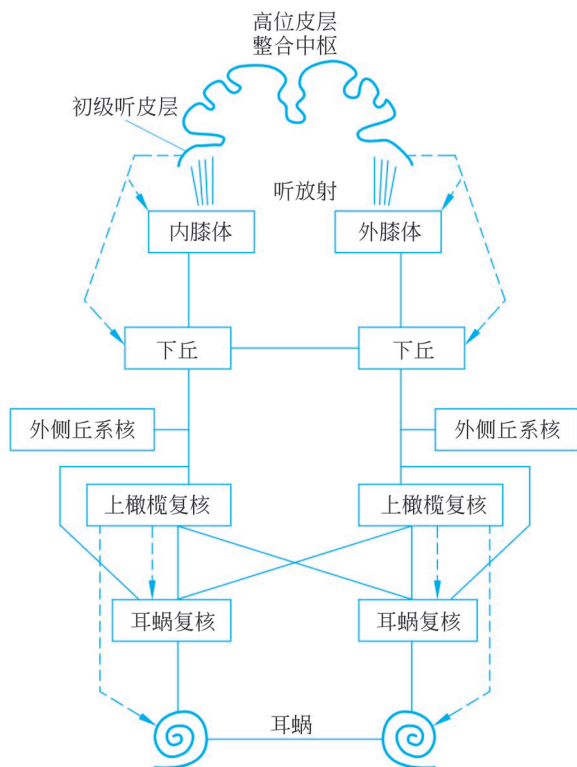 高位皮层
整合中枢
初级听皮层
听放射
内膝体
外膝体
下丘
下丘
外侧丘系核
外侧丘系核
上橄榄复核
上橄榄复核
耳蜗复核
耳蜗复核
耳蜗